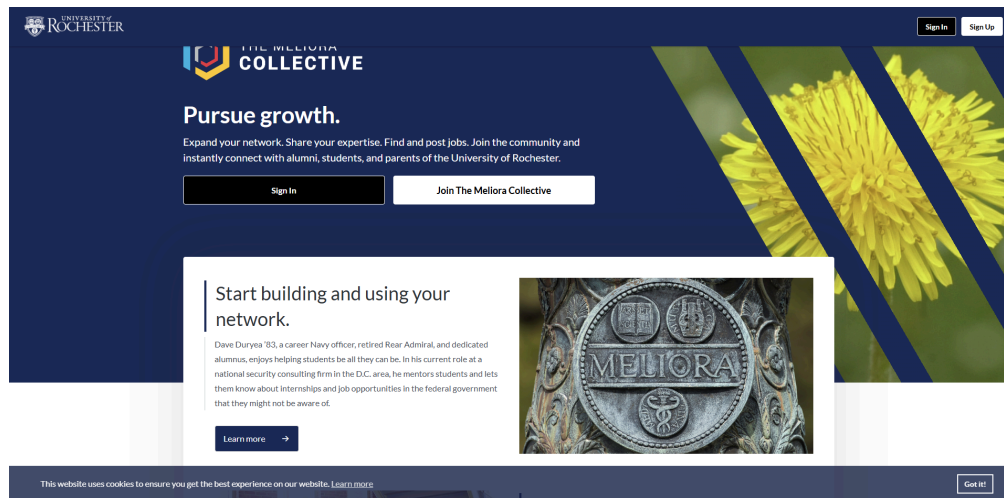 UNIVERSITY of
ROCHESTER
Sign In
Sign Up
THE MELIORA
COLLECTIVE
Pursue growth.
Expand your network. Share your expertise. Find and post jobs. Join the community and
instantly connect with alumni, students, and parents of the University of Rochester.
Sign In
Join The Meliora Collective
Start building and using your
network.
Dave Duryea '83, a career Navy officer, retired Rear Admiral, and dedicated
alumnus, enjoys helping students be all they can be. In his current role at a
national security consulting firm in the D.C. area, he mentors students and lets
them know about internships and job opportunities in the federal government
that they might not be aware of.
Learn more →
MELIORA
This website uses cookies to ensure you get the best experience on our website. Learn more
Got it!